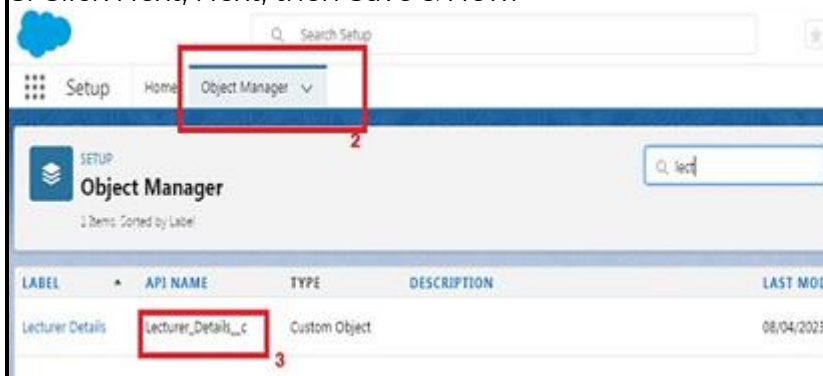 Search Setup
Setup Home Object Manager
2
SETUP
Object Manager
Items. Sorted by Label
lect
LABEL API NAME TYPE DESCRIPTION LAST MOD
Lecturer Details Lecturer_Details__c Custom Object 08/04/2023
3